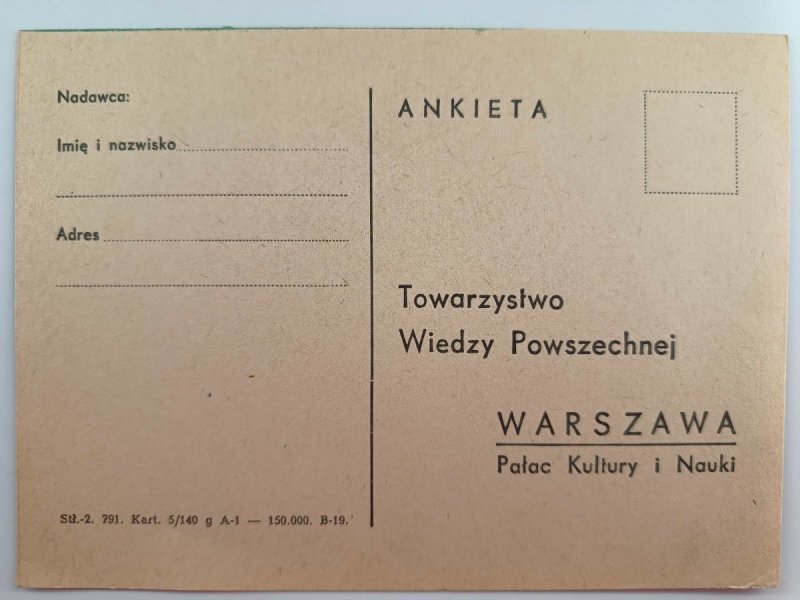 Nadawca:
Imię i nazwisko
Adres
Stł.-2. 791. Kart. 5/140 g A-1 — 150.000. B-19.
ANKIETA
Towarzystwo
Wiedzy Powszechnej
WARSZAWA
Pałac Kultury i Nauki